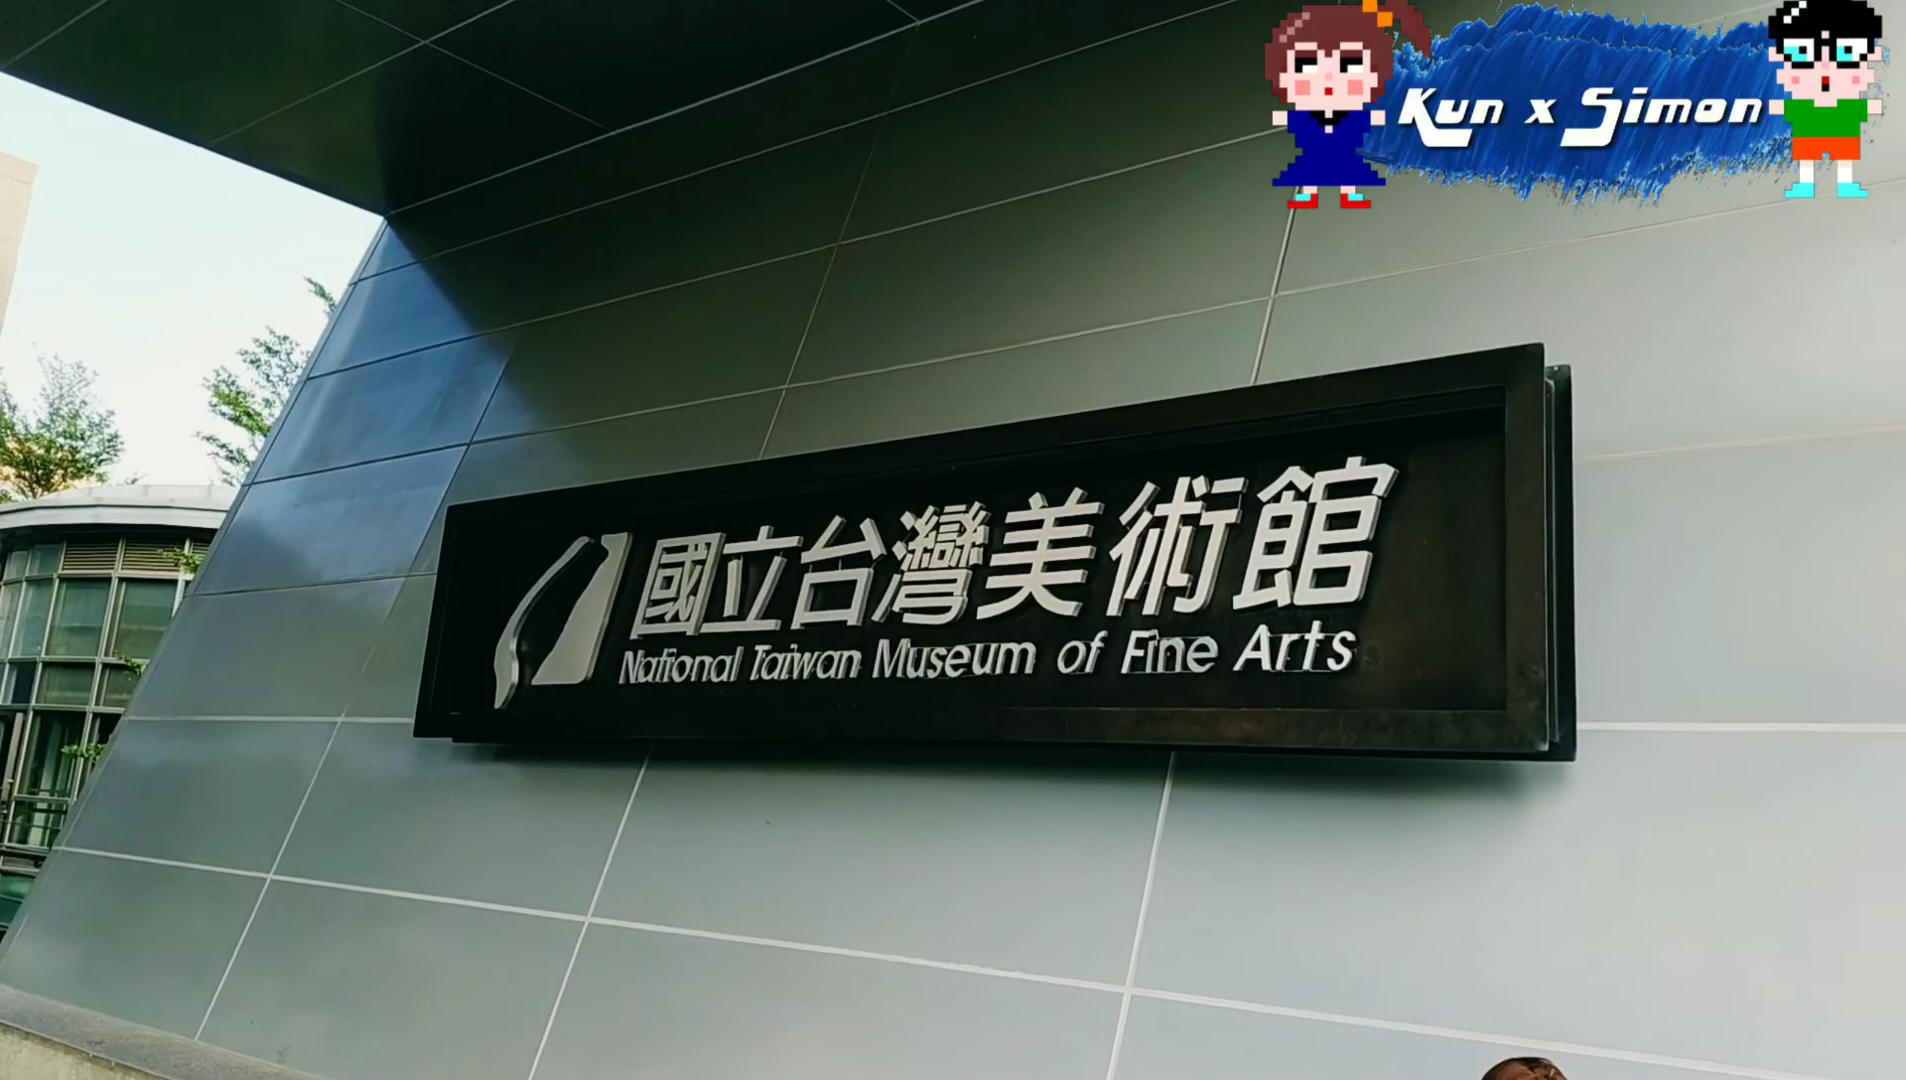 Kun x Simon
國立台灣美術館
National Taiwan Museum of Fine Arts